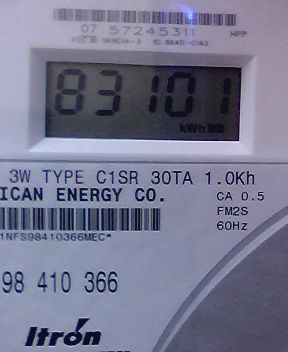 07 57245311
HPP
83101
kWh
3W TYPE C1SR 30TA 1.0Kh
ICAN ENERGY CO.
CA 0.5
FM2S
60Hz
1NFS98410366MEC*
98 410 366
Itron